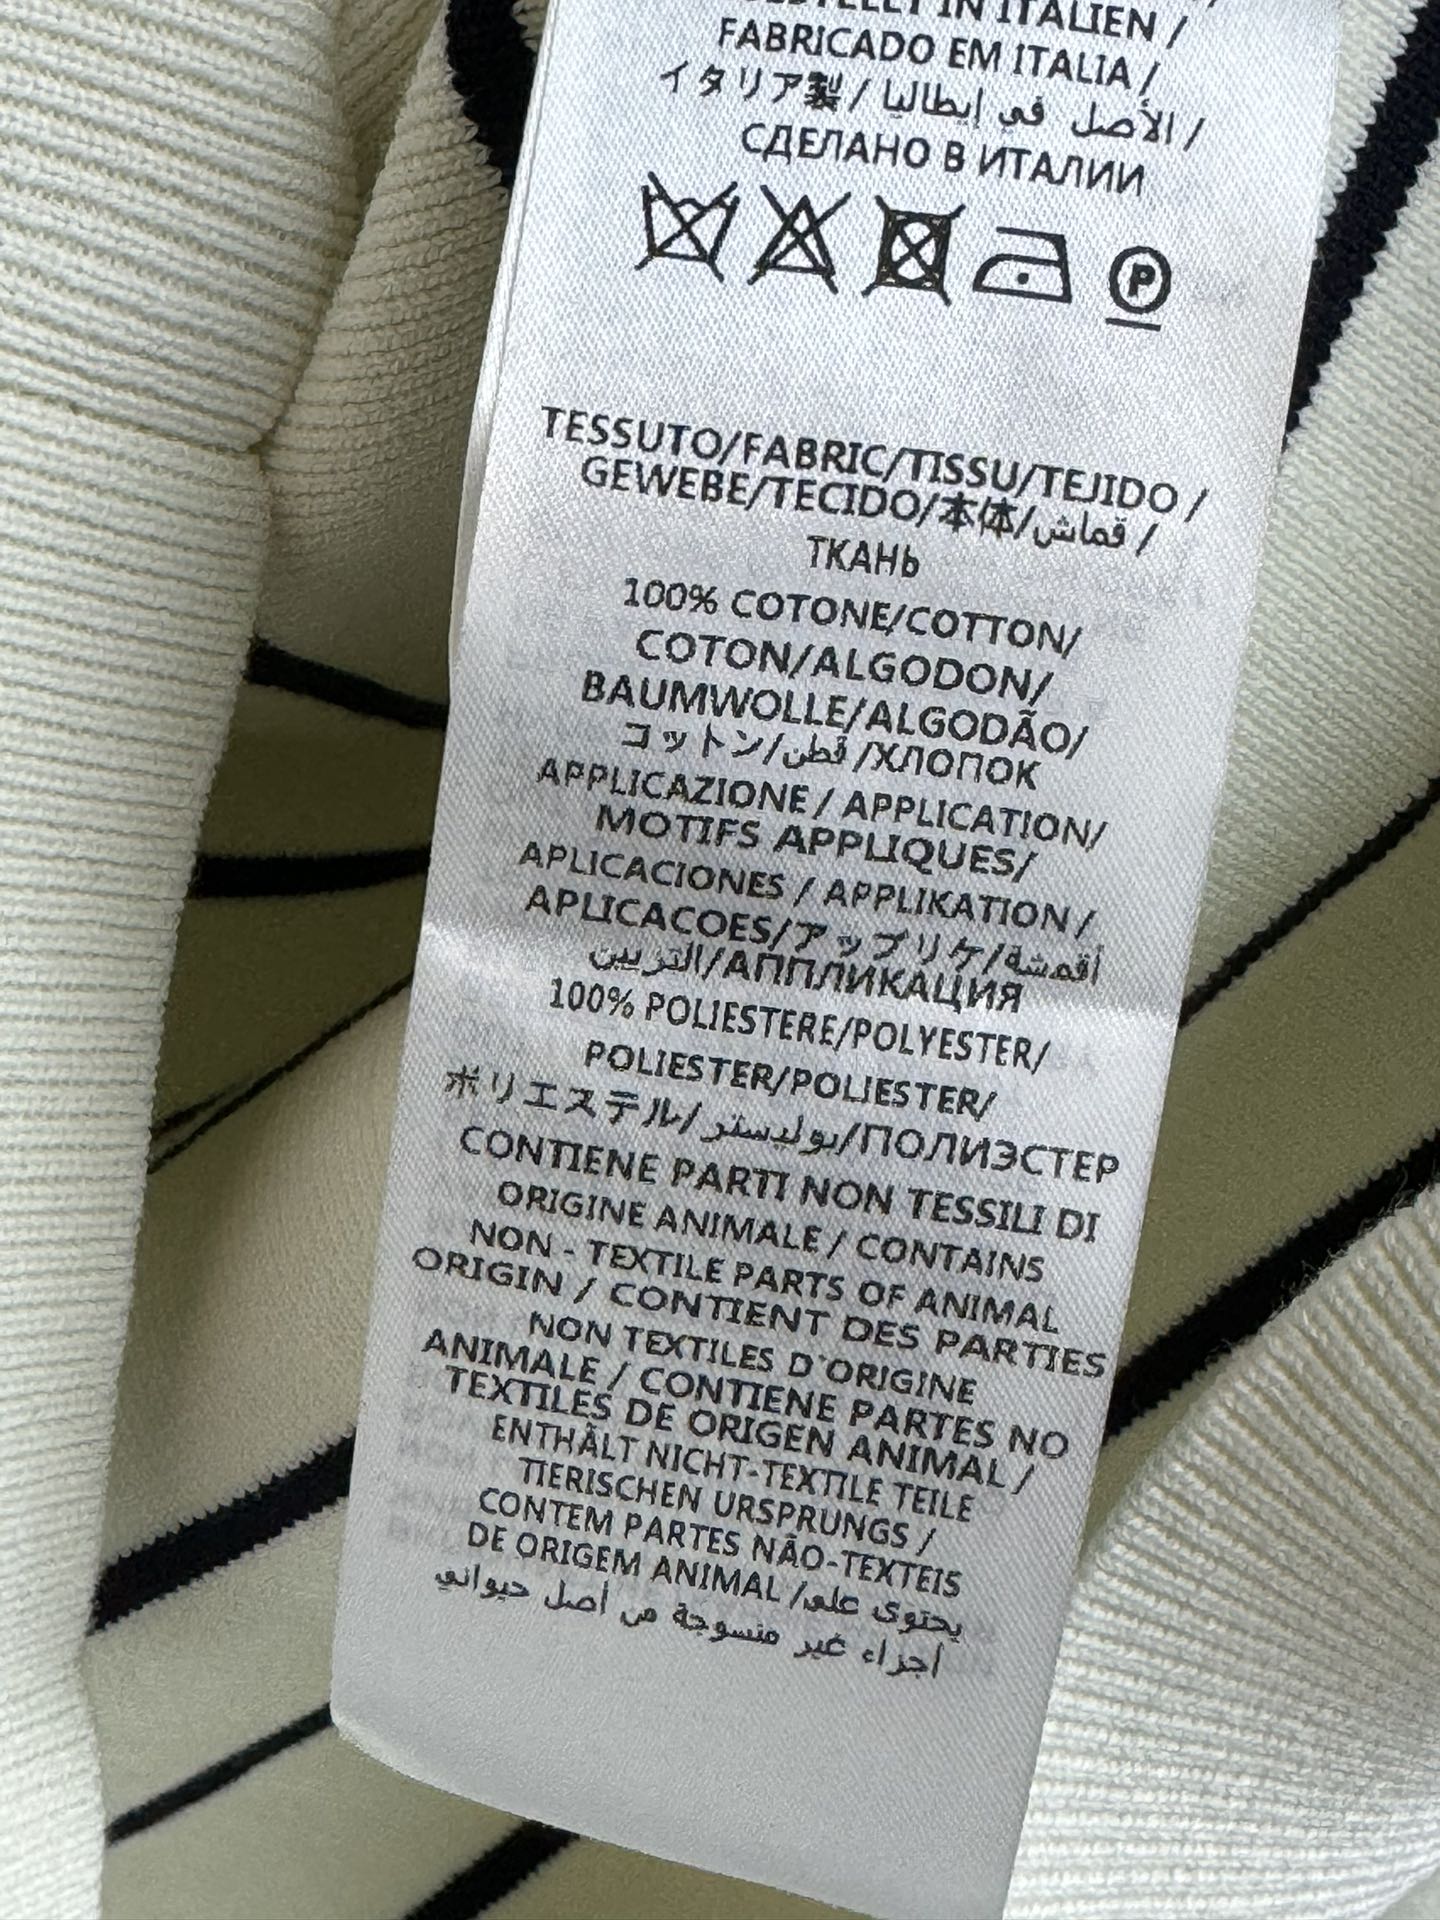 IN ITALIEN /
FABRICADO EM ITALIA /
イタリア製 / الأصل في إيطاليا /
СДЕЛАНО В ИТАЛИИ
P
TESSUTO/FABRIC/TISSU/TEJIDO /
GEWEBE/TECIDO/本体/قماش /
ТКАНЬ
100% COTONE/COTTON/
COTON/ALGODON/
BAUMWOLLE/ALGODÃO/
コットン/قطن /ХЛОПОК
APPLICAZIONE / APPLICATION/
MOTIFS APPLIQUES/
APLICACIONES / APPLIKATION /
APLICACOES/アップリケ/أقمشة
التزيين/АППЛИКАЦИЯ
100% POLIESTERE/POLYESTER/
POLIESTER/POLIESTER/
ポリエステル/بوليستر/ПОЛИЭСТЕР
CONTIENE PARTI NON TESSILI DI
ORIGINE ANIMALE / CONTAINS
NON - TEXTILE PARTS OF ANIMAL
ORIGIN / CONTIENT DES PARTIES
NON TEXTILES D'ORIGINE
ANIMALE / CONTIENE PARTES NO
TEXTILES DE ORIGEN ANIMAL /
ENTHÄLT NICHT-TEXTILE TEILE
TIERISCHEN URSPRUNGS /
CONTEM PARTES NÃO-TEXTEIS
DE ORIGEM ANIMAL /يحتوى على
أجزاء غير منسوجة من أصل حيواني